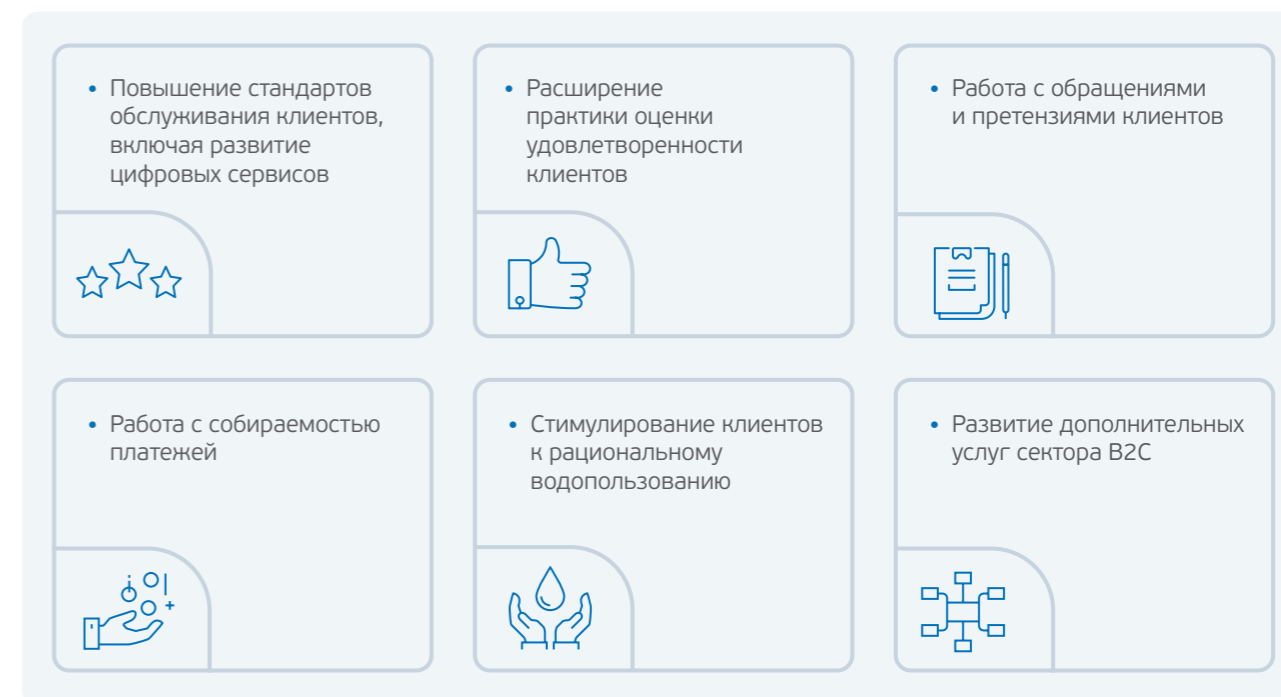 • Повышение стандартов
обслуживания клиентов,
включая развитие
цифровых сервисов
• Расширение
практики оценки
удовлетворенности
клиентов
• Работа с обращениями
и претензиями клиентов
• Работа с собираемостью
платежей
• Стимулирование клиентов
к рациональному
водопользованию
• Развитие дополнительных
услуг сектора B2C